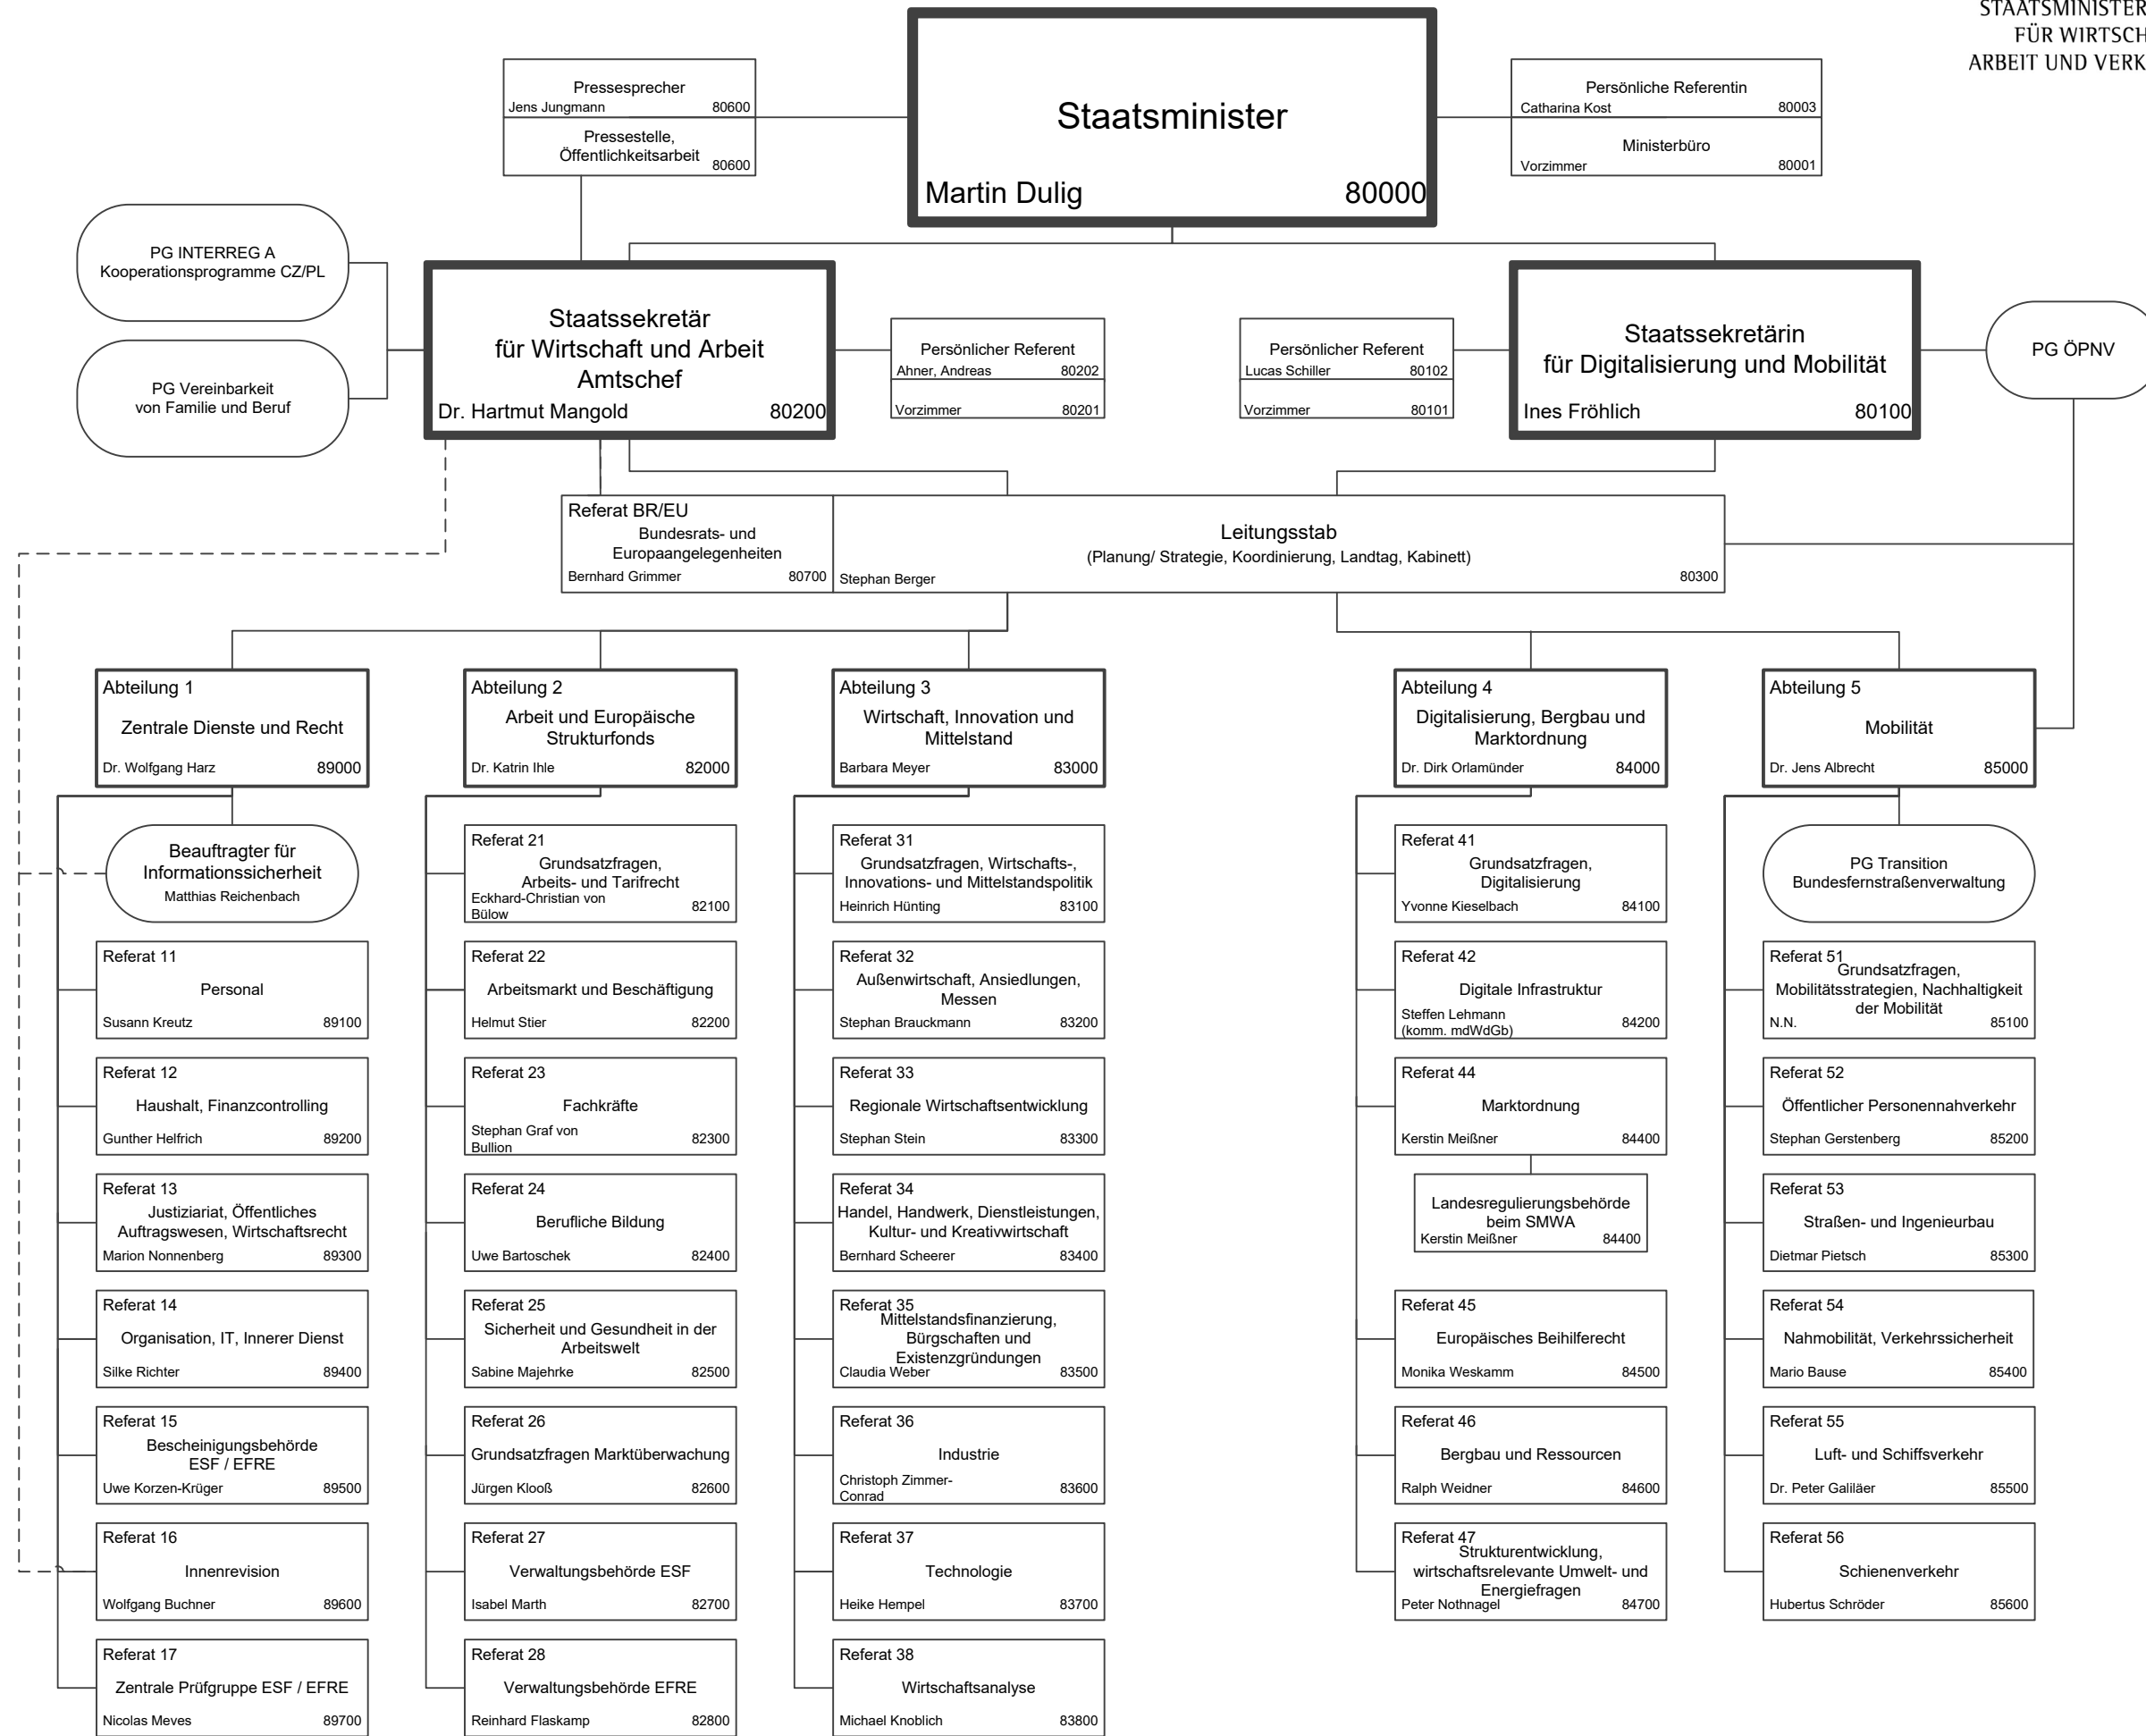 STAATSMINISTER
FÜR WIRTSCH
ARBEIT UND VERK
Pressesprecher
Jens Jungmann 80600
Pressestelle,
Öffentlichkeitsarbeit
80600
Staatsminister
Martin Dulig 80000
Persönliche Referentin
Catharina Kost 80003
Ministerbüro
Vorzimmer 80001
PG INTERREG A
Kooperationsprogramme CZ/PL
PG Vereinbarkeit
von Familie und Beruf
Staatssekretär
für Wirtschaft und Arbeit
Amtschef
Dr. Hartmut Mangold 80200
Persönlicher Referent
Ahner, Andreas 80202
Vorzimmer 80201
Persönlicher Referent
Lucas Schiller 80102
Vorzimmer 80101
Staatssekretärin
für Digitalisierung und Mobilität
Ines Fröhlich 80100
PG ÖPNV
Referat BR/EU
Bundesrats- und
Europaangelegenheiten
Bernhard Grimmer 80700
Leitungsstab
(Planung/ Strategie, Koordinierung, Landtag, Kabinett)
Stephan Berger 80300
Abteilung 1
Zentrale Dienste und Recht
Dr. Wolfgang Harz 89000
Beauftragter für
Informationssicherheit
Matthias Reichenbach
Referat 11
Personal
Susann Kreutz 89100
Referat 12
Haushalt, Finanzcontrolling
Gunther Helfrich 89200
Referat 13
Justiziariat, Öffentliches
Auftragswesen, Wirtschaftsrecht
Marion Nonnenberg 89300
Referat 14
Organisation, IT, Innerer Dienst
Silke Richter 89400
Referat 15
Bescheinigungsbehörde
ESF / EFRE
Uwe Korzen-Krüger 89500
Referat 16
Innenrevision
Wolfgang Buchner 89600
Referat 17
Zentrale Prüfgruppe ESF / EFRE
Nicolas Meves 89700
Abteilung 2
Arbeit und Europäische
Strukturfonds
Dr. Katrin Ihle 82000
Referat 21
Grundsatzfragen,
Arbeits- und Tarifrecht
Eckhard-Christian von
Bülow 82100
Referat 22
Arbeitsmarkt und Beschäftigung
Helmut Stier 82200
Referat 23
Fachkräfte
Stephan Graf von
Bullion 82300
Referat 24
Berufliche Bildung
Uwe Bartoschek 82400
Referat 25
Sicherheit und Gesundheit in der
Arbeitswelt
Sabine Majehrke 82500
Referat 26
Grundsatzfragen Marktüberwachung
Jürgen Klooß 82600
Referat 27
Verwaltungsbehörde ESF
Isabel Marth 82700
Referat 28
Verwaltungsbehörde EFRE
Reinhard Flaskamp 82800
Abteilung 3
Wirtschaft, Innovation und
Mittelstand
Barbara Meyer 83000
Referat 31
Grundsatzfragen, Wirtschafts-,
Innovations- und Mittelstandspolitik
Heinrich Hünting 83100
Referat 32
Außenwirtschaft, Ansiedlungen,
Messen
Stephan Brauckmann 83200
Referat 33
Regionale Wirtschaftsentwicklung
Stephan Stein 83300
Referat 34
Handel, Handwerk, Dienstleistungen,
Kultur- und Kreativwirtschaft
Bernhard Scheerer 83400
Referat 35
Mittelstandsfinanzierung,
Bürgschaften und
Existenzgründungen
Claudia Weber 83500
Referat 36
Industrie
Christoph Zimmer-
Conrad 83600
Referat 37
Technologie
Heike Hempel 83700
Referat 38
Wirtschaftsanalyse
Michael Knoblich 83800
Abteilung 4
Digitalisierung, Bergbau und
Marktordnung
Dr. Dirk Orlamünder 84000
Referat 41
Grundsatzfragen,
Digitalisierung
Yvonne Kieselbach 84100
Referat 42
Digitale Infrastruktur
Steffen Lehmann
(komm. mdWdGb) 84200
Referat 44
Marktordnung
Kerstin Meißner 84400
Landesregulierungsbehörde
beim SMWA
Kerstin Meißner 84400
Referat 45
Europäisches Beihilferecht
Monika Weskamm 84500
Referat 46
Bergbau und Ressourcen
Ralph Weidner 84600
Referat 47
Strukturentwicklung,
wirtschaftsrelevante Umwelt- und
Energiefragen
Peter Nothnagel 84700
Abteilung 5
Mobilität
Dr. Jens Albrecht 85000
PG Transition
Bundesfernstraßenverwaltung
Referat 51
Grundsatzfragen,
Mobilitätsstrategien, Nachhaltigkeit
der Mobilität
N.N. 85100
Referat 52
Öffentlicher Personennahverkehr
Stephan Gerstenberg 85200
Referat 53
Straßen- und Ingenieurbau
Dietmar Pietsch 85300
Referat 54
Nahmobilität, Verkehrssicherheit
Mario Bause 85400
Referat 55
Luft- und Schiffsverkehr
Dr. Peter Galiläer 85500
Referat 56
Schienenverkehr
Hubertus Schröder 85600